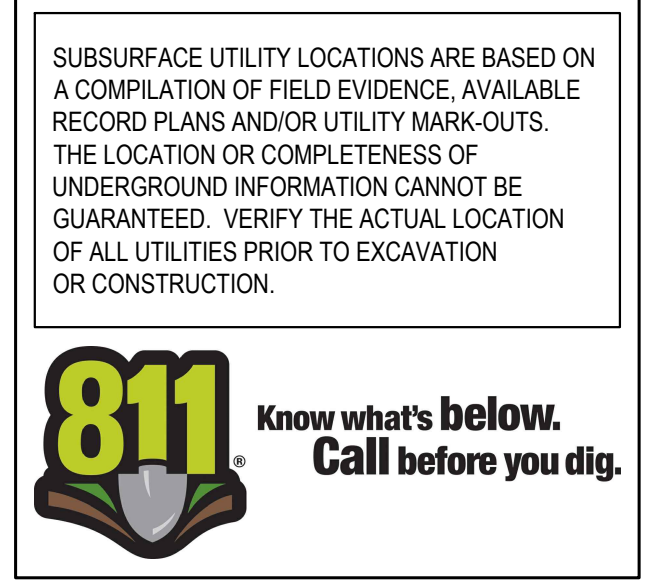 SUBSURFACE UTILITY LOCATIONS ARE BASED ON
A COMPILATION OF FIELD EVIDENCE, AVAILABLE
RECORD PLANS AND/OR UTILITY MARK-OUTS.
THE LOCATION OR COMPLETENESS OF
UNDERGROUND INFORMATION CANNOT BE
GUARANTEED.  VERIFY THE ACTUAL LOCATION
OF ALL UTILITIES PRIOR TO EXCAVATION
OR CONSTRUCTION.
811®
Know what's below.
Call before you dig.